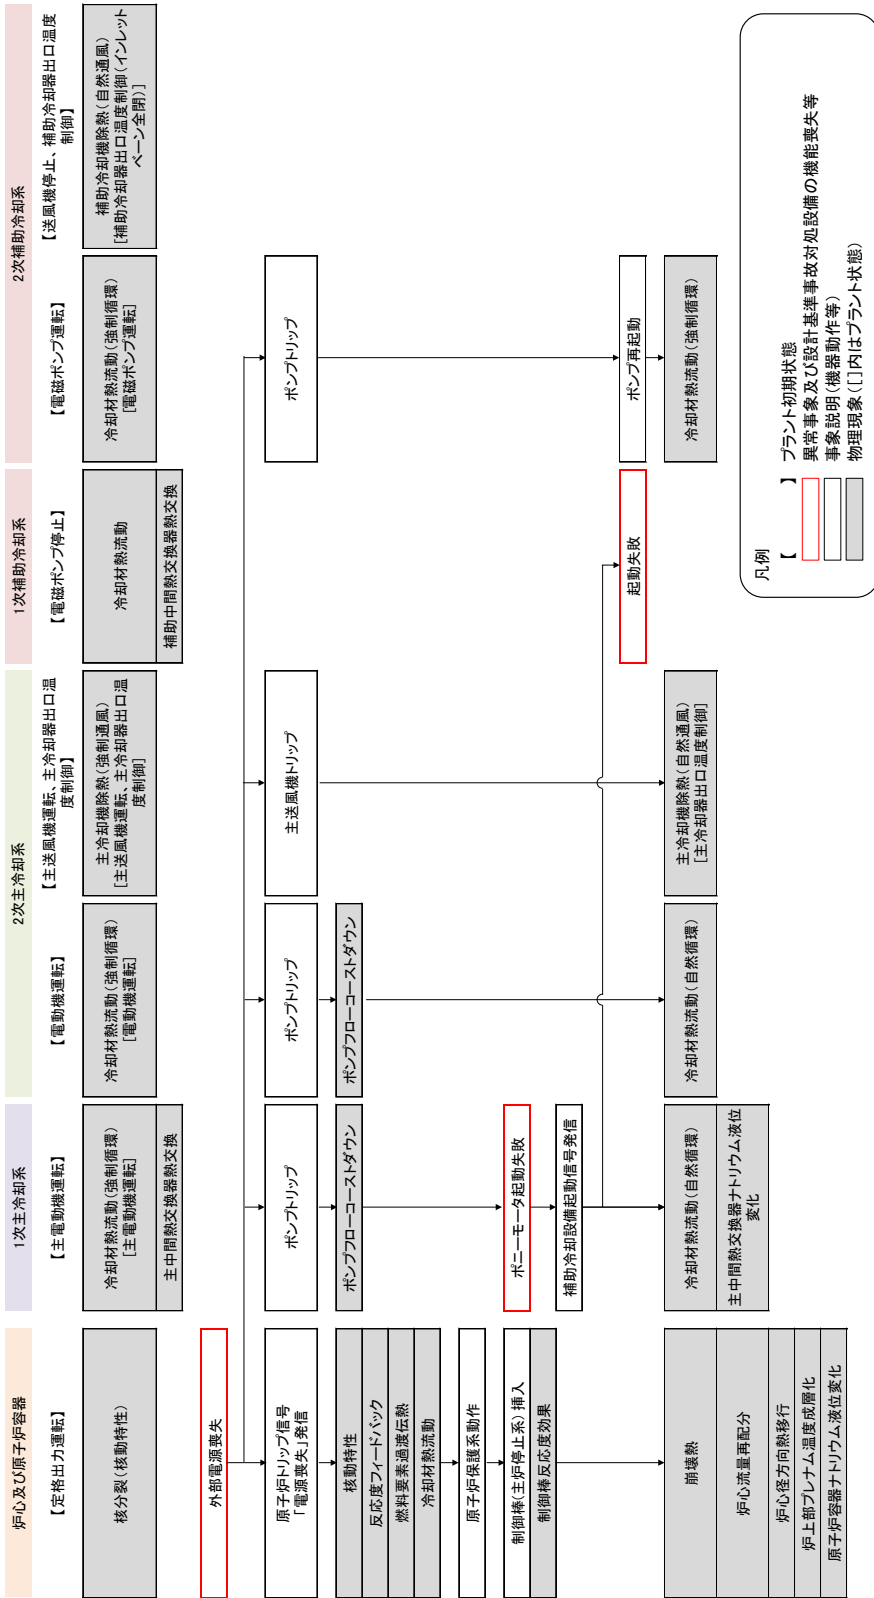 炉心及び原子炉容器
1次主冷却系
2次主冷却系
1次補助冷却系
2次補助冷却系
【定格出力運転】
【主電動機運転】
【電動機運転】
【主送風機運転、主冷却器出口温
度制御】
【電磁ポンプ停止】
【電磁ポンプ運転】
【送風機停止、補助冷却器出口温度
制御】
核分裂(核動特性)
冷却材熱流動(強制循環)
[主電動機運転]
主中間熱交換器熱交換
冷却材熱流動(強制循環)
[電動機運転]
主冷却機除熱(強制通風)
[主送風機運転、主冷却器出口温
度制御]
冷却材熱流動
補助中間熱交換器熱交換
冷却材熱流動(強制循環)
[電磁ポンプ運転]
補助冷却機除熱(自然通風)
[補助冷却器出口温度制御(インレット
ベーン全閉)]
外部電源喪失
原子炉トリップ信号
「電源喪失」発信
ポンプトリップ
ポンプトリップ
主送風機トリップ
ポンプトリップ
核動特性
反応度フィードバック
燃料要素過渡伝熱
冷却材熱流動
ポンプフローコーストダウン
ポンプフローコーストダウン
原子炉保護系動作
制御棒(主炉停止系)挿入
制御棒反応度効果
ポニーモータ起動失敗
補助冷却設備起動信号発信
起動失敗
ポンプ再起動
崩壊熱
炉心流量再配分
炉心径方向熱移行
炉上部プレナム温度成層化
原子炉容器ナトリウム液位変化
冷却材熱流動(自然循環)
主中間熱交換器ナトリウム液位
変化
冷却材熱流動(自然循環)
主冷却機除熱(自然通風)
[主冷却器出口温度制御]
冷却材熱流動(強制循環)
凡例
【 】 プラント初期状態
異常事象及び設計基準事故対処設備の機能喪失等
事象説明(機器動作等)
物理現象([]内はプラント状態)